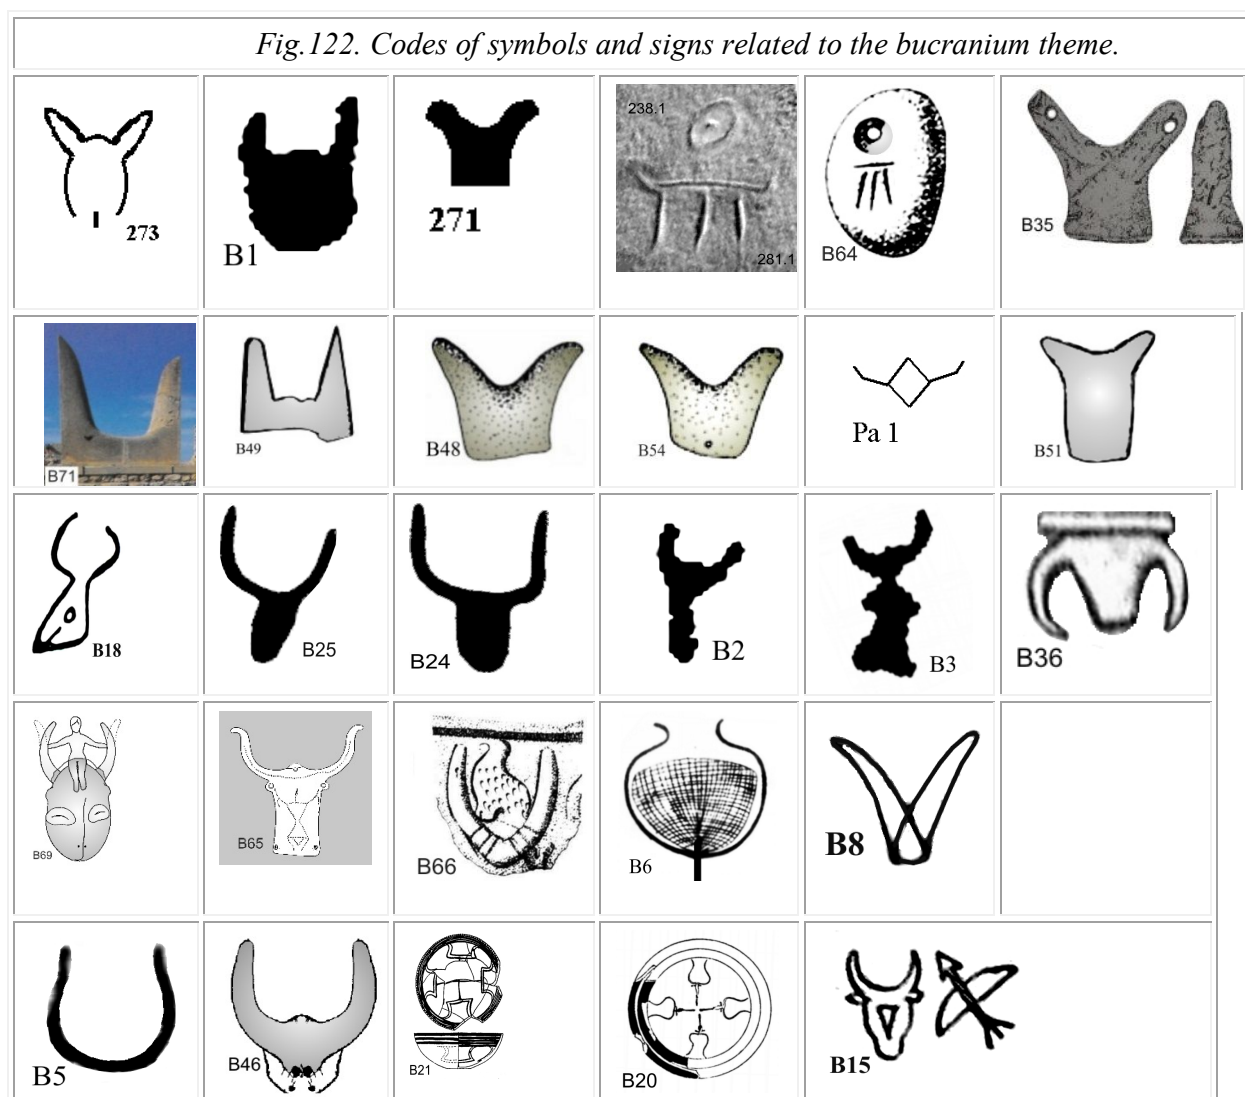 Fig.122. Codes of symbols and signs related to the bucranium theme.
273
B1
271
238.1
281.1
B64
B35
B71
B49
B48
B54
Pa 1
B51
B18
B25
B24
B2
B3
B36
B69
B65
B66
B6
B8
B5
B46
B21
B20
B15